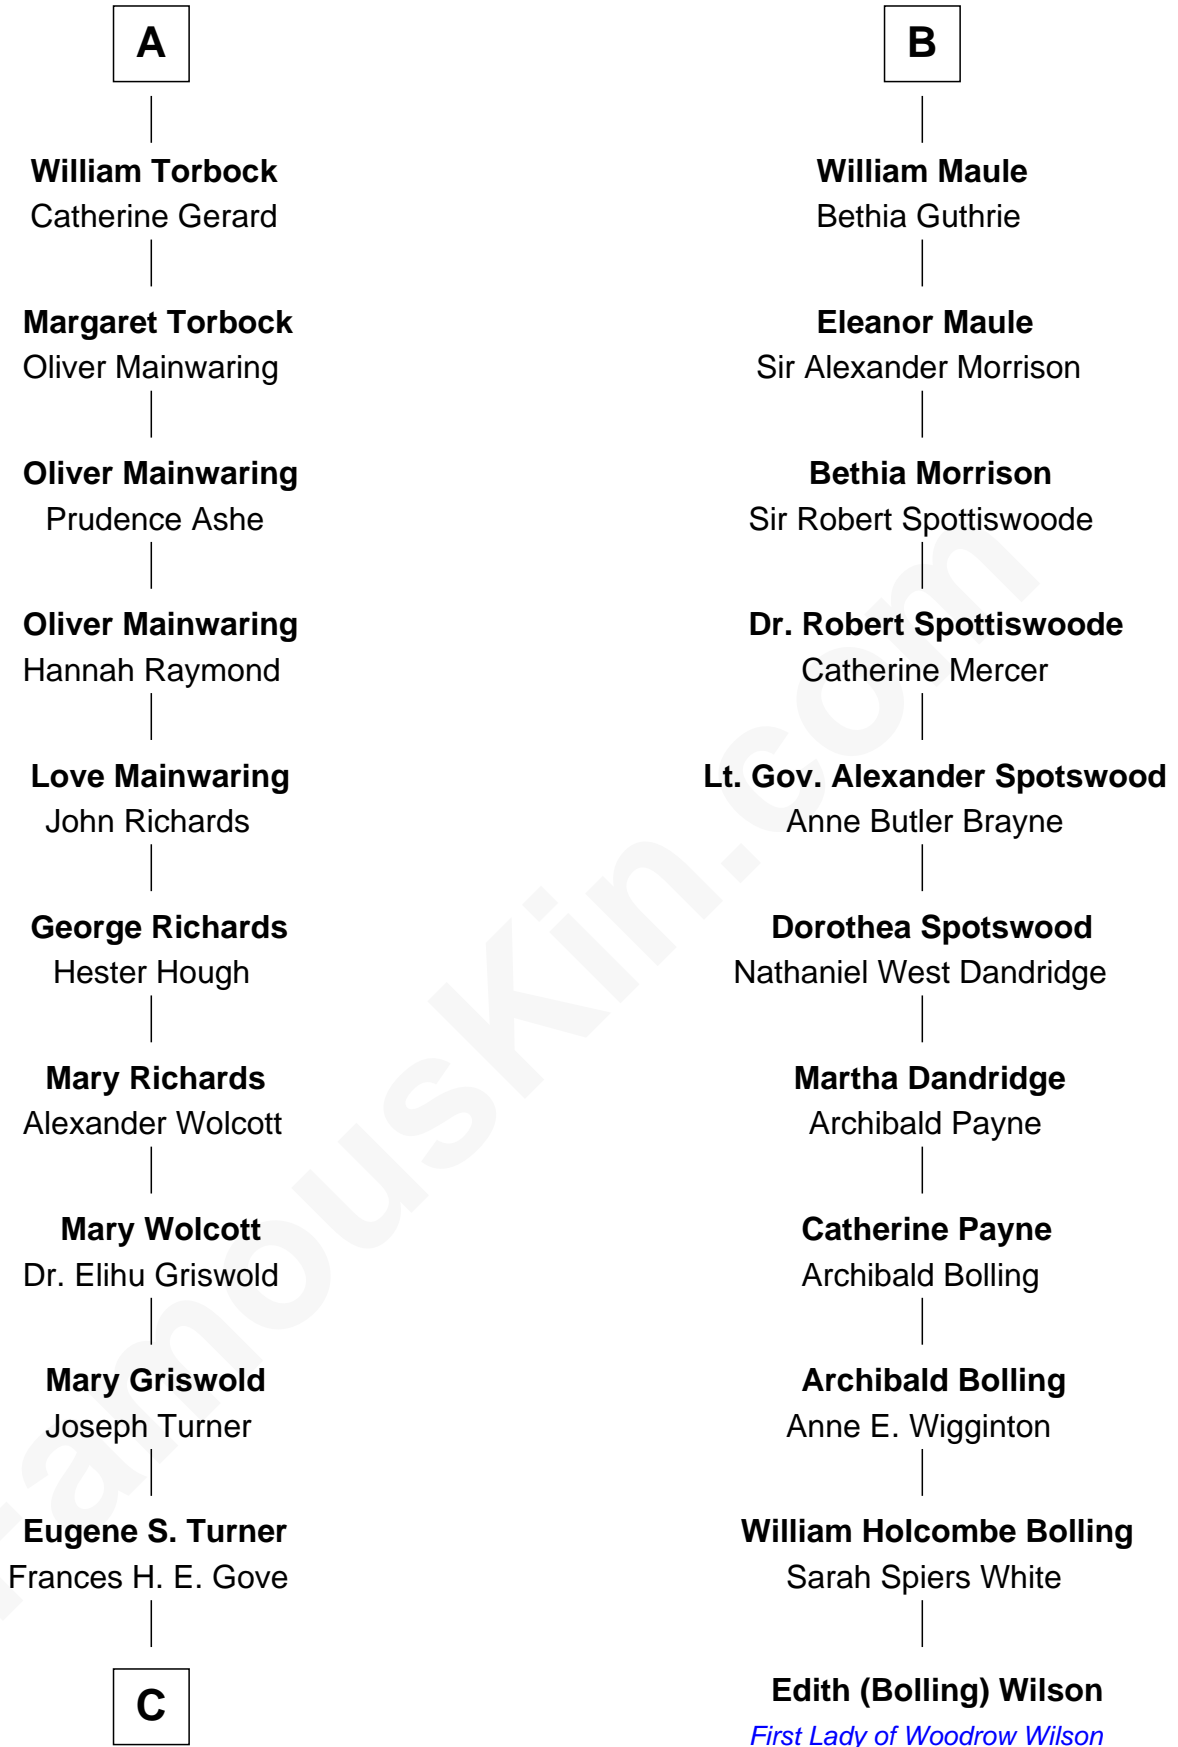 A
William Torbock
Catherine Gerard
Margaret Torbock
Oliver Mainwaring
Oliver Mainwaring
Prudence Ashe
Oliver Mainwaring
Hannah Raymond
Love Mainwaring
John Richards
George Richards
Hester Hough
Mary Richards
Alexander Wolcott
Mary Wolcott
Dr. Elihu Griswold
Mary Griswold
Joseph Turner
Eugene S. Turner
Frances H. E. Gove
C
B
William Maule
Bethia Guthrie
Eleanor Maule
Sir Alexander Morrison
Bethia Morrison
Sir Robert Spottiswoode
Dr. Robert Spottiswoode
Catherine Mercer
Lt. Gov. Alexander Spotswood
Anne Butler Brayne
Dorothea Spotswood
Nathaniel West Dandridge
Martha Dandridge
Archibald Payne
Catherine Payne
Archibald Bolling
Archibald Bolling
Anne E. Wigginton
William Holcombe Bolling
Sarah Spiers White
Edith (Bolling) Wilson
First Lady of Woodrow Wilson
FamousKin.com